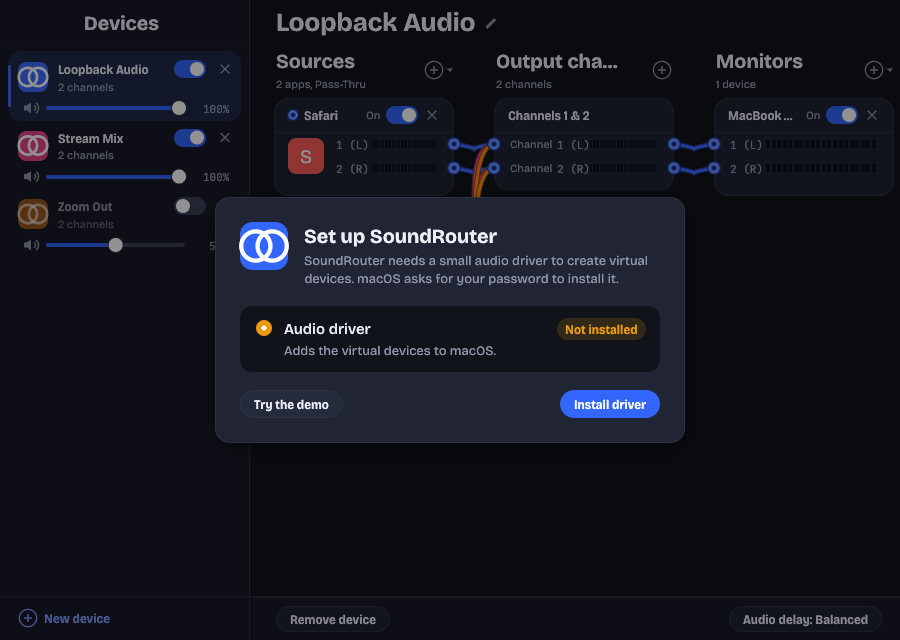 Devices
Loopback Audio
2 channels
100%
Stream Mix
2 channels
100%
Zoom Out
2 channels
Loopback Audio
Sources
2 apps, Pass-Thru
Output cha...
2 channels
Monitors
1 device
Safari
On
S
1 (L)
2 (R)
Channels 1 & 2
Channel 1 (L)
Channel 2 (R)
MacBook ...
On
1 (L)
2 (R)
Set up SoundRouter
SoundRouter needs a small audio driver to create virtual
devices. macOS asks for your password to install it.
Audio driver
Not installed
Adds the virtual devices to macOS.
Try the demo
Install driver
New device
Remove device
Audio delay: Balanced